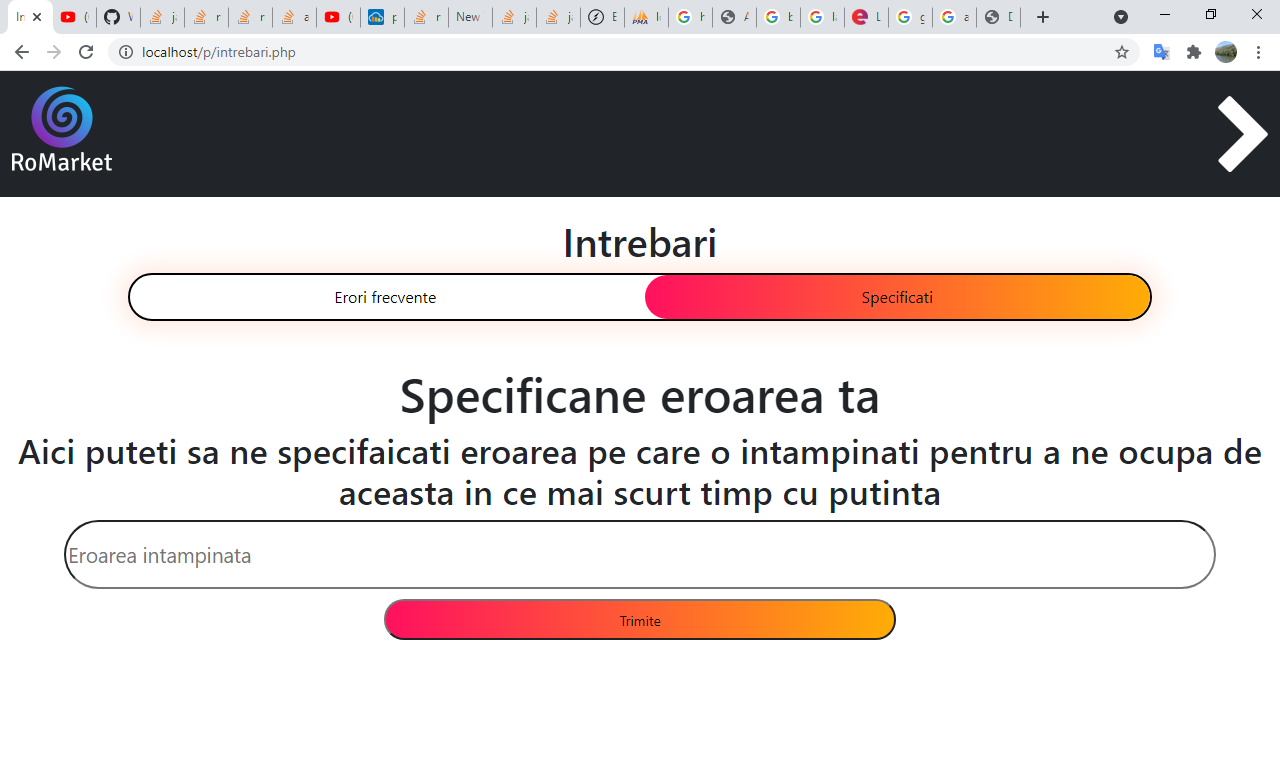 New
localhost/p/intrebari.php
RoMarket
Intrebari
Erori frecvente
Specificati
Specificane eroarea ta
Aici puteti sa ne specifaicati eroarea pe care o intampinati pentru a ne ocupa de
aceasta in ce mai scurt timp cu putinta
Eroarea intampinata
Trimite